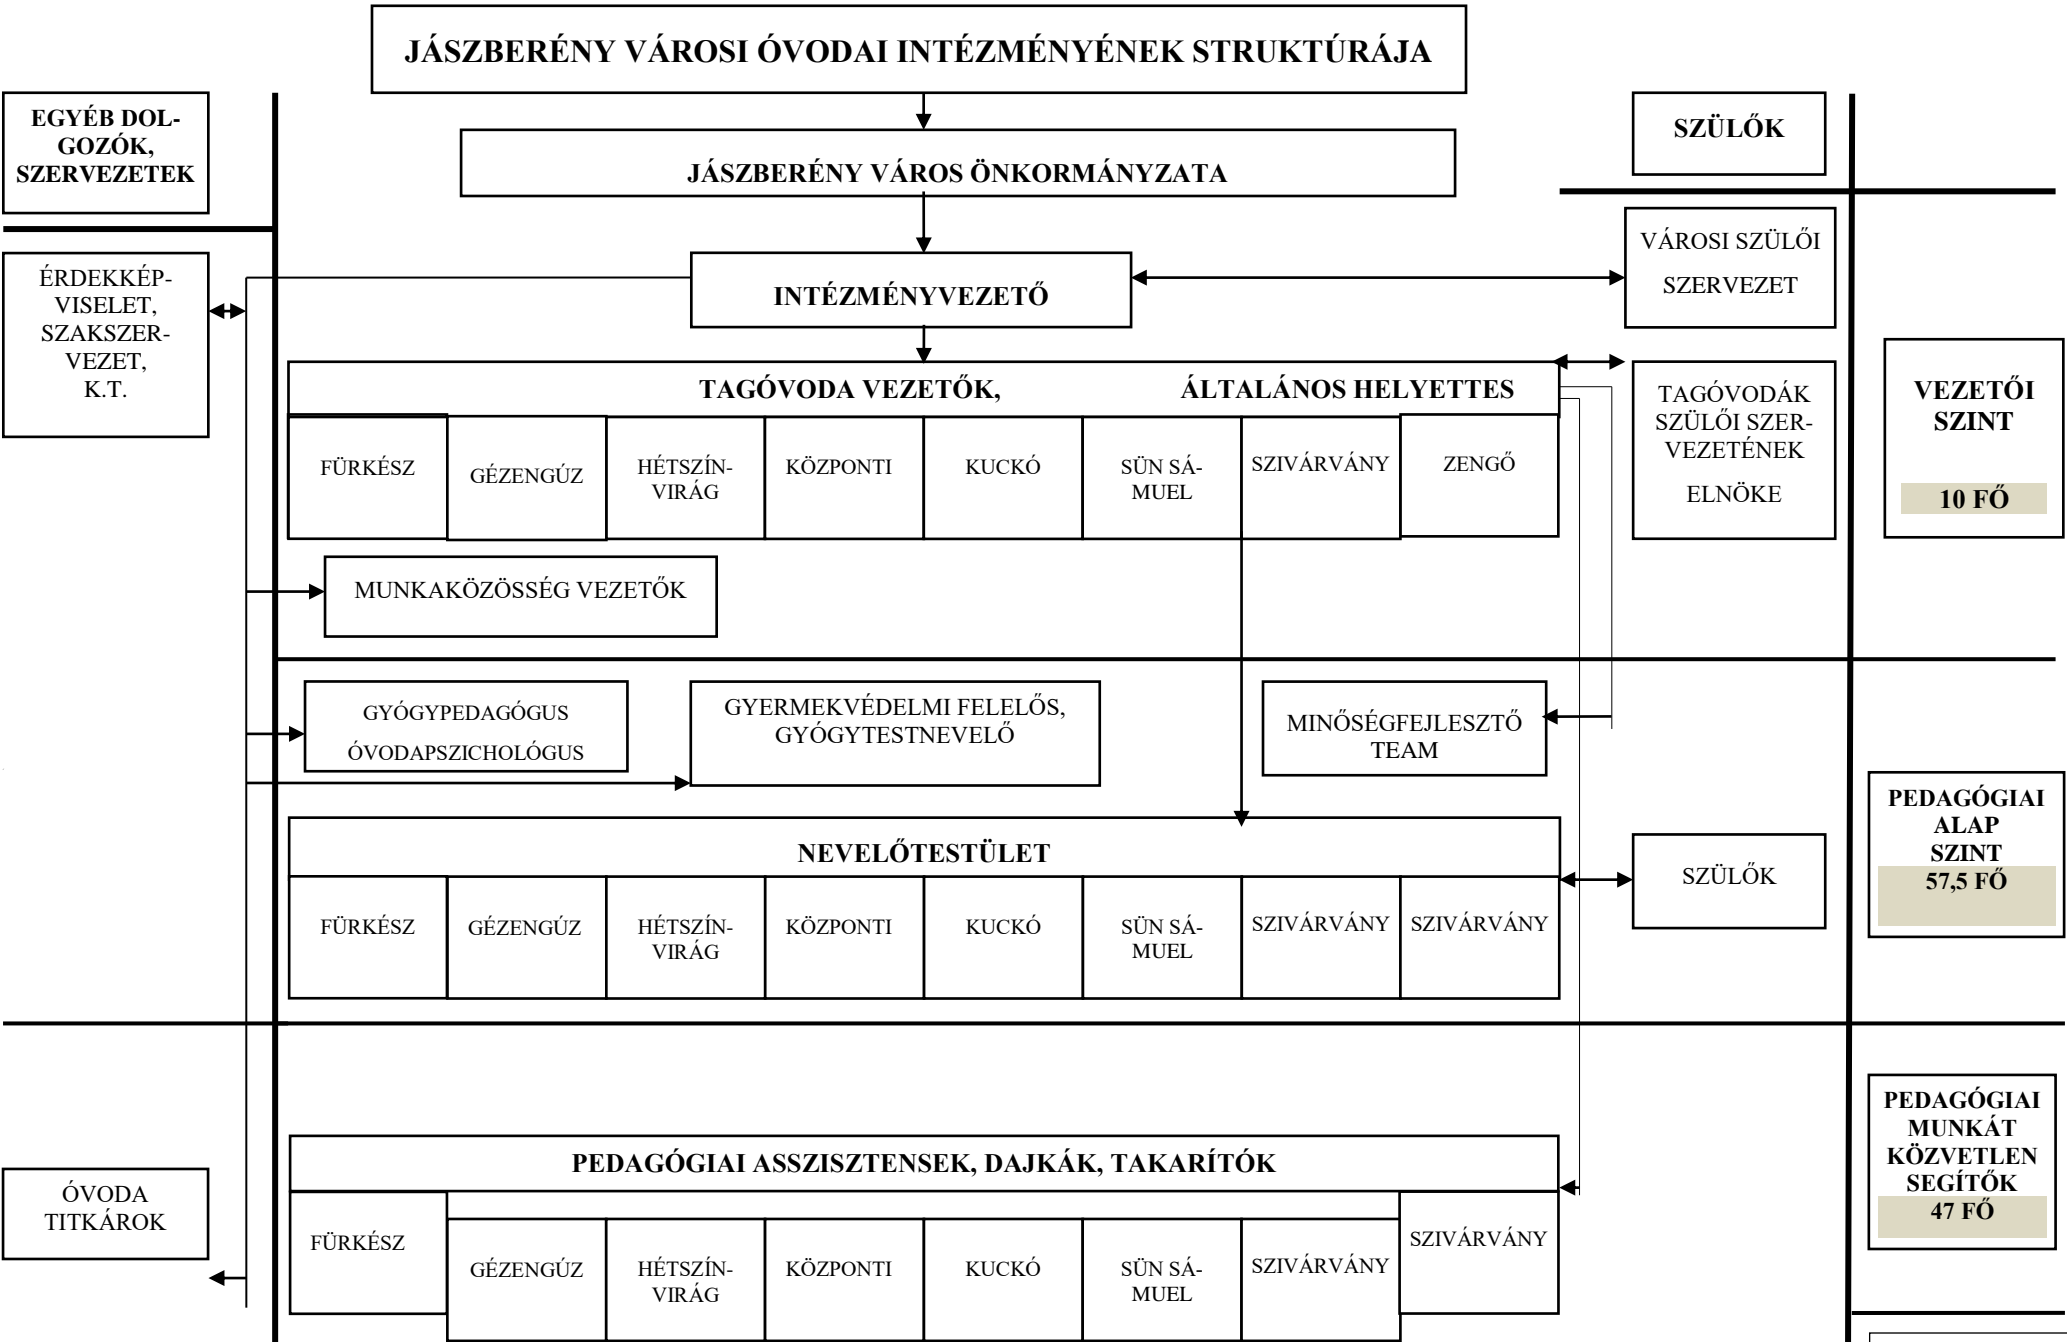 JÁSZBERÉNY VÁROSI ÓVODAI INTÉZMÉNYÉNEK STRUKTÚRÁJA
EGYÉB DOL-
GOZÓK,
SZERVEZETEK
SZÜLŐK
JÁSZBERÉNY VÁROS ÖNKORMÁNYZATA
ÉRDEKKÉP-
VISELET,
SZAKSZER-
VEZET,
K.T.
INTÉZMÉNYVEZETŐ
VÁROSI SZÜLŐI
SZERVEZET
TAGÓVODA VEZETŐK, ÁLTALÁNOS HELYETTES
FÜRKÉSZ
GÉZENGÚZ
HÉTSZÍN-
VIRÁG
KÖZPONTI
KUCKÓ
SÜN SÁ-
MUEL
SZIVÁRVÁNY
ZENGŐ
TAGÓVODÁK
SZÜLŐI SZER-
VEZETÉNEK
ELNÖKE
VEZETŐI
SZINT
10 FŐ
MUNKAKÖZÖSSÉG VEZETŐK
GYÓGYPEDAGÓGUS
ÓVODAPSZICHOLÓGUS
GYERMEKVÉDELMI FELELŐS,
GYÓGYTESTNEVELŐ
MINŐSÉGFEJLESZTŐ
TEAM
NEVELŐTESTÜLET
FÜRKÉSZ
GÉZENGÚZ
HÉTSZÍN-
VIRÁG
KÖZPONTI
KUCKÓ
SÜN SÁ-
MUEL
SZIVÁRVÁNY
SZIVÁRVÁNY
SZÜLŐK
PEDAGÓGIAI
ALAP
SZINT
57,5 FŐ
PEDAGÓGIAI ASSZISZTENSEK, DAJKÁK, TAKARÍTÓK
FÜRKÉSZ
GÉZENGÚZ
HÉTSZÍN-
VIRÁG
KÖZPONTI
KUCKÓ
SÜN SÁ-
MUEL
SZIVÁRVÁNY
SZIVÁRVÁNY
PEDAGÓGIAI
MUNKÁT
KÖZVETLEN
SEGÍTŐK
47 FŐ
ÓVODA
TITKÁROK